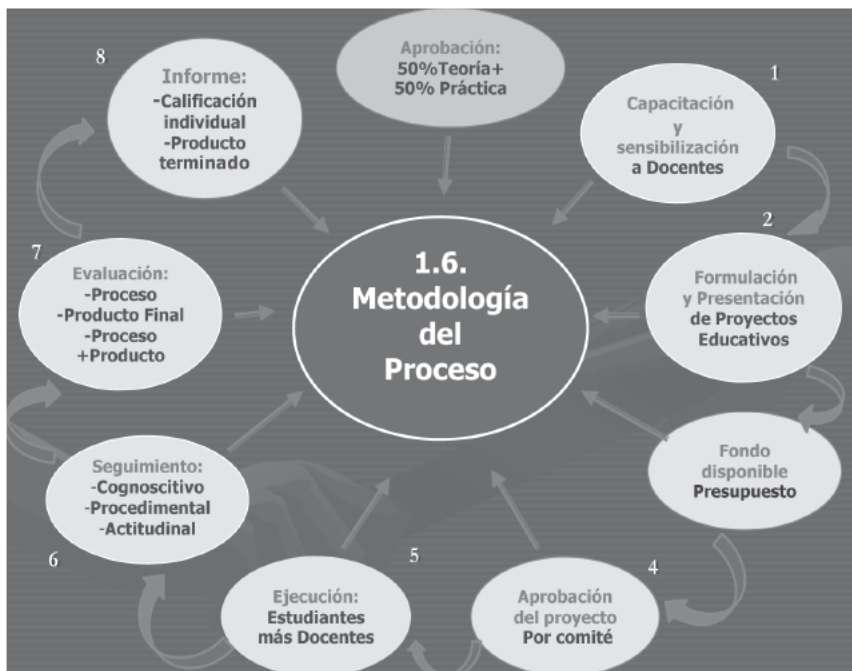 Aprobación:
50%Teoría+
50% Práctica
1
Capacitación
y
sensibilización
a Docentes
2
Formulación
y Presentación
de Proyectos
Educativos
Fondo
disponible
Presupuesto
4
Aprobación
del proyecto
Por comité
5
Ejecución:
Estudiantes
más Docentes
6
Seguimiento:
-Cognoscitivo
-Procedimental
-Actitudinal
7
Evaluación:
-Proceso
-Producto Final
-Proceso
+Producto
8
Informe:
-Calificación
individual
-Producto
terminado
1.6.
Metodología
del
Proceso